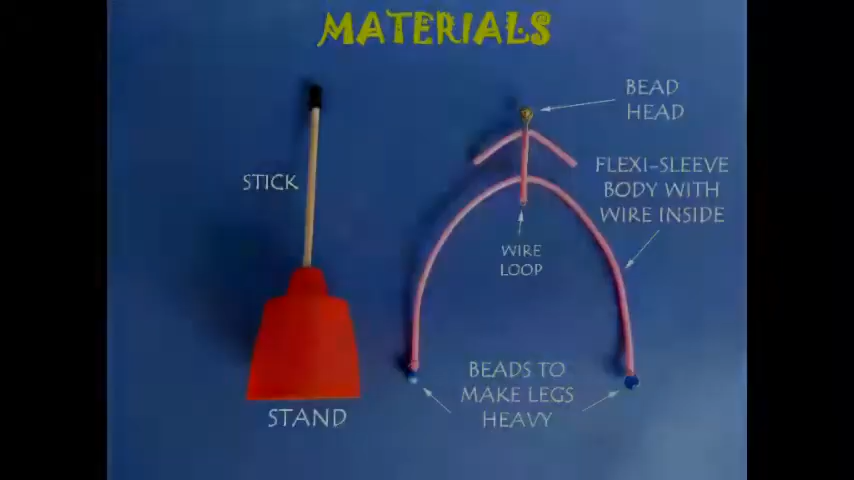 MATERIALS
BEAD
HEAD
STICK
FLEXI-SLEEVE
BODY WITH
WIRE INSIDE
WIRE
LOOP
BEADS TO
MAKE LEGS
HEAVY
STAND